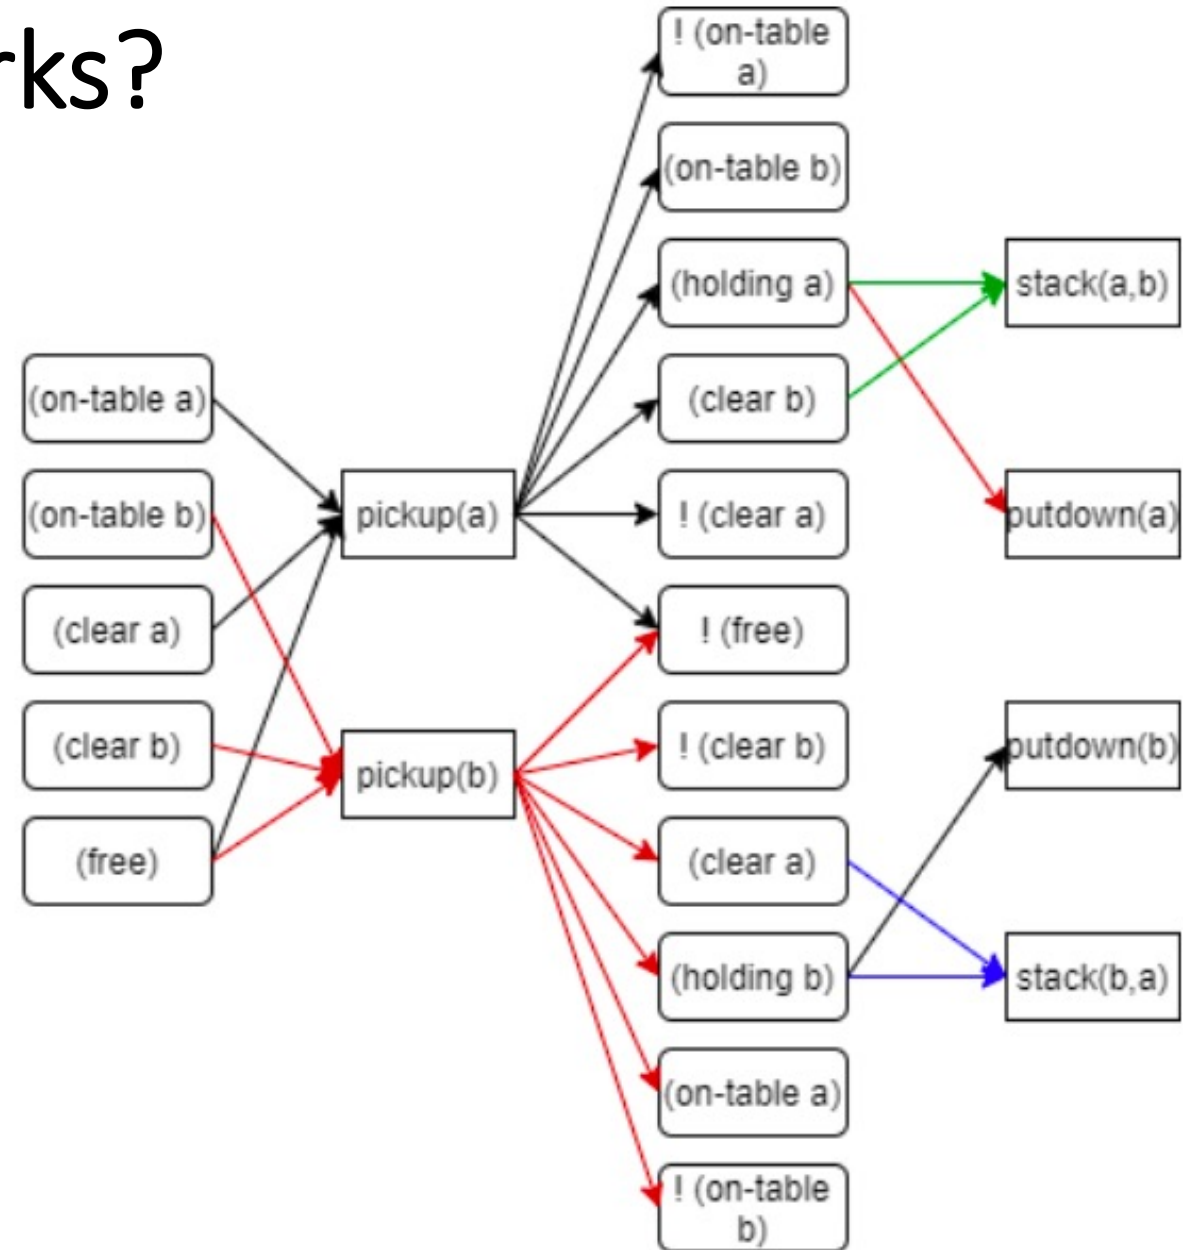 rks?
! (on-table
a)
(on-table b)
(holding a)
stack(a,b)
(on-table a)
(clear b)
(on-table b)
pickup(a)
! (clear a)
putdown(a)
(clear a)
! (free)
(clear b)
pickup(b)
! (clear b)
putdown(b)
(free)
(clear a)
(holding b)
stack(b,a)
(on-table a)
! (on-table
b)